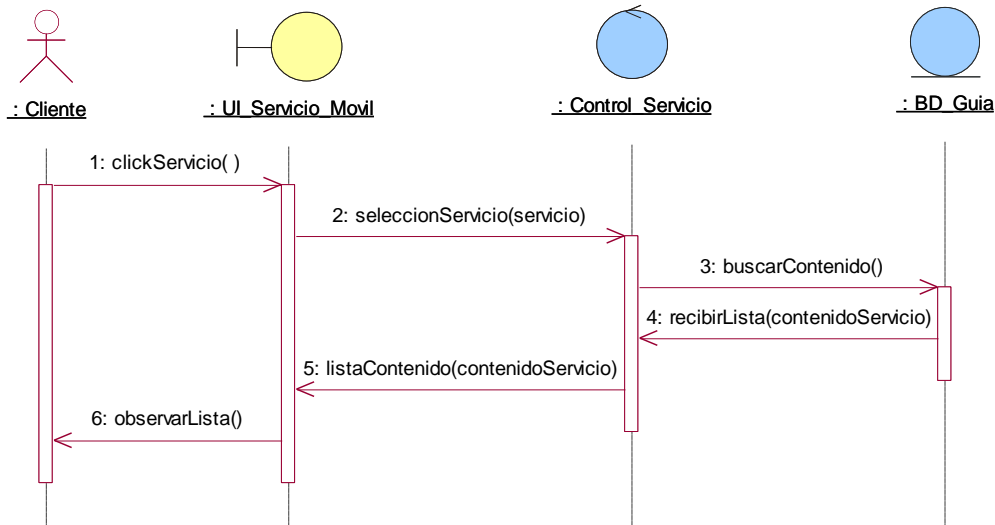 : Cliente
: UI_Servicio_Movil
: Control_Servicio
: BD_Guia
1: clickServicio( )
2: seleccionServicio(servicio)
3: buscarContenido()
4: recibirLista(contenidoServicio)
5: listaContenido(contenidoServicio)
6: observarLista()